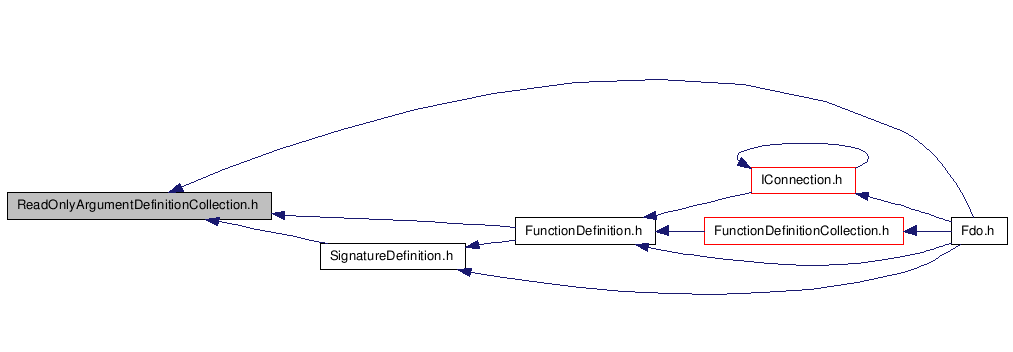 IConnection.h
ReadOnlyArgumentDefinitionCollection.h
FunctionDefinition.h
FunctionDefinitionCollection.h
Fdo.h
SignatureDefinition.h